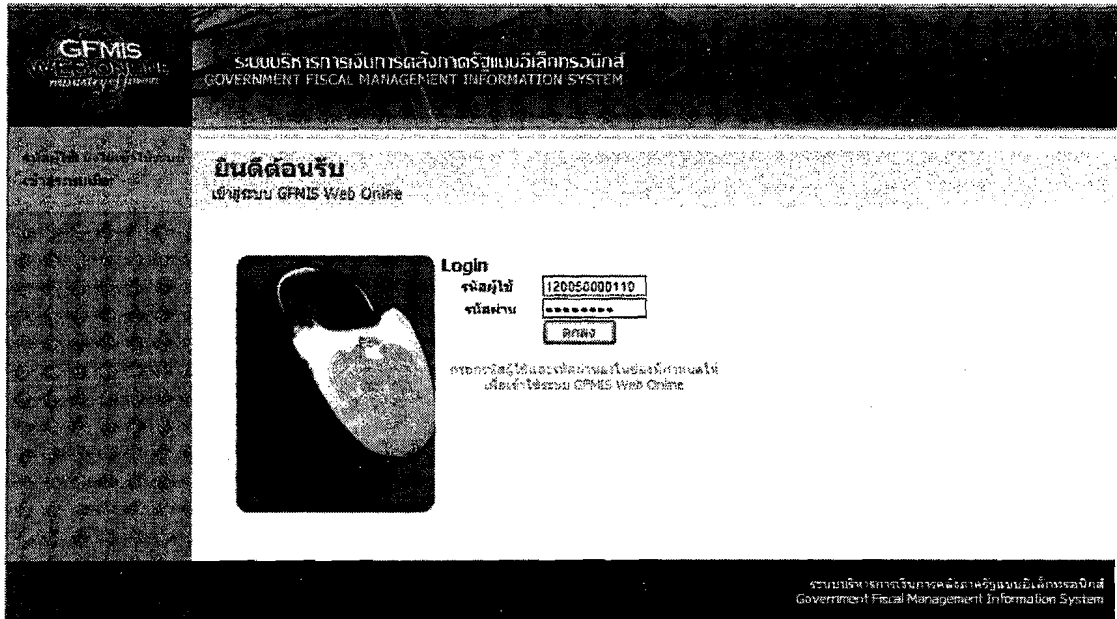 GFMIS
ระบบบริหารการเงินการคลังภาครัฐแบบอิเล็กทรอนิกส์
GOVERNMENT FISCAL MANAGEMENT INFORMATION SYSTEM
ยินดีต้อนรับ
เข้าสู่ระบบ GFMIS Web Online
Login
รหัสผู้ใช้
รหัสผ่าน ••••••••
ตกลง
กรอกรหัสผู้ใช้และรหัสผ่านลงในช่องที่กำหนดให้
เพื่อเข้าใช้ระบบ GFMIS Web Online
ระบบบริหารการเงินการคลังภาครัฐแบบอิเล็กทรอนิกส์
Government Fiscal Management Information System